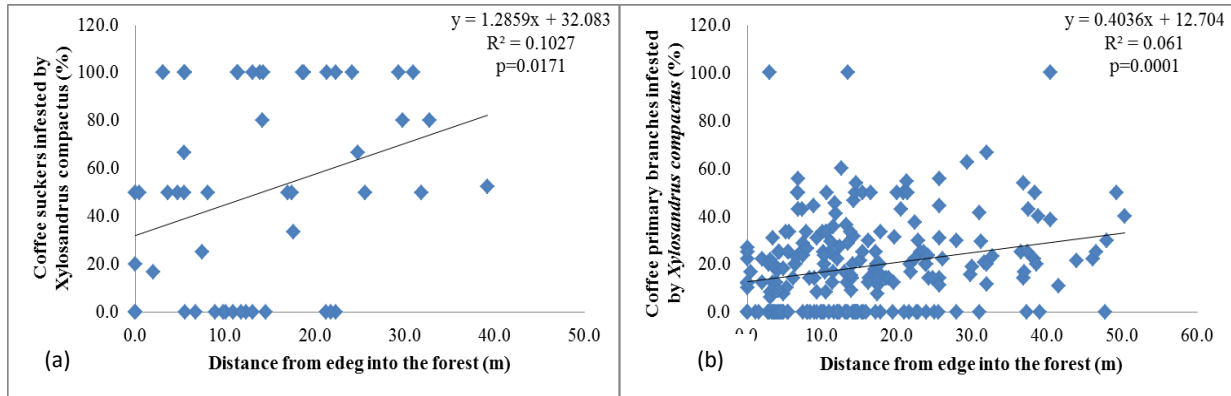 120.0
100.0
80.0
60.0
40.0
20.0
0.0
Coffee suckers infested by
Xylosandrus compactus (%)
y = 1.2859x + 32.083
R² = 0.1027
p=0.0171
0.0 10.0 20.0 30.0 40.0 50.0
(a)
Distance from edeg into the forest (m)
120.0
100.0
80.0
60.0
40.0
20.0
0.0
Coffee primary branches infested
by Xylosandrus compactus (%)
y = 0.4036x + 12.704
R² = 0.061
p=0.0001
10.0 20.0 30.0 40.0 50.0 60.0
(b)
Distance from edge into the forest (m)